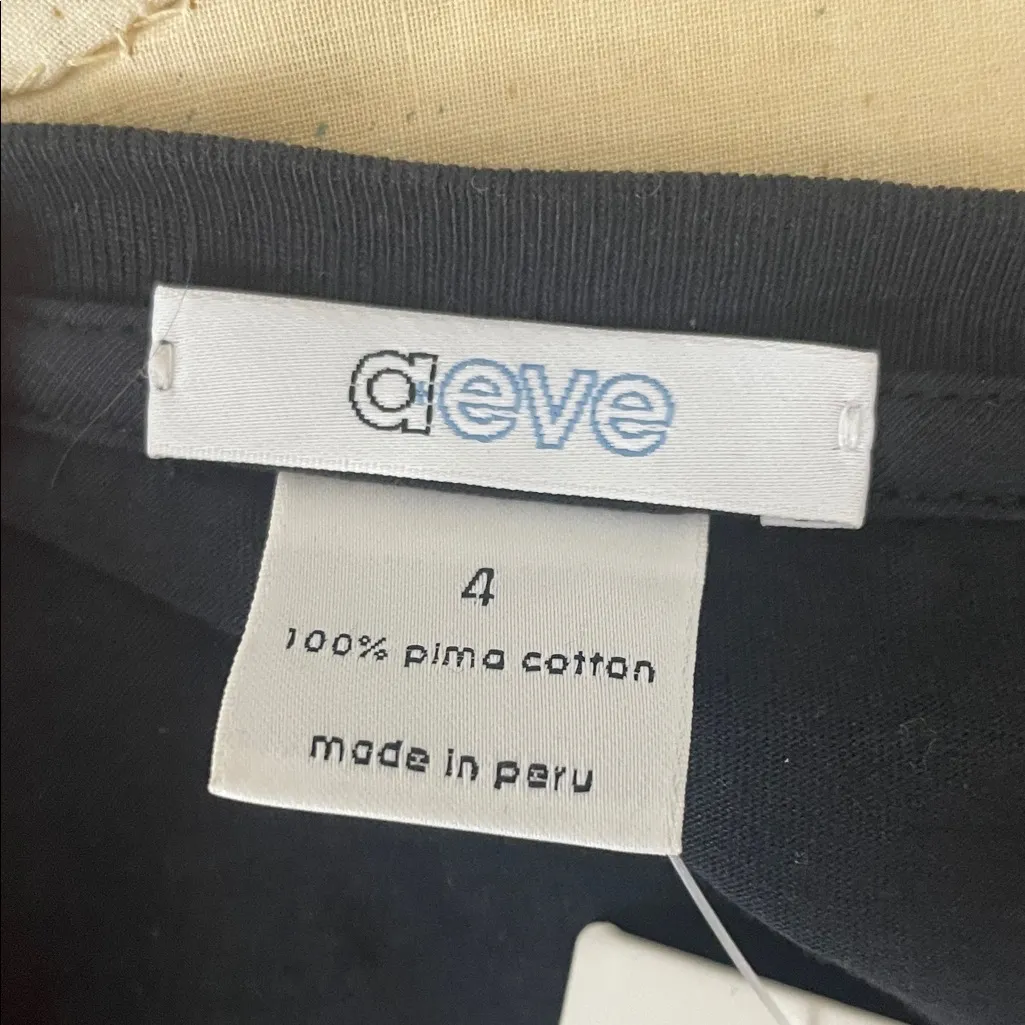 aeve
4
100% pima cotton
made in peru